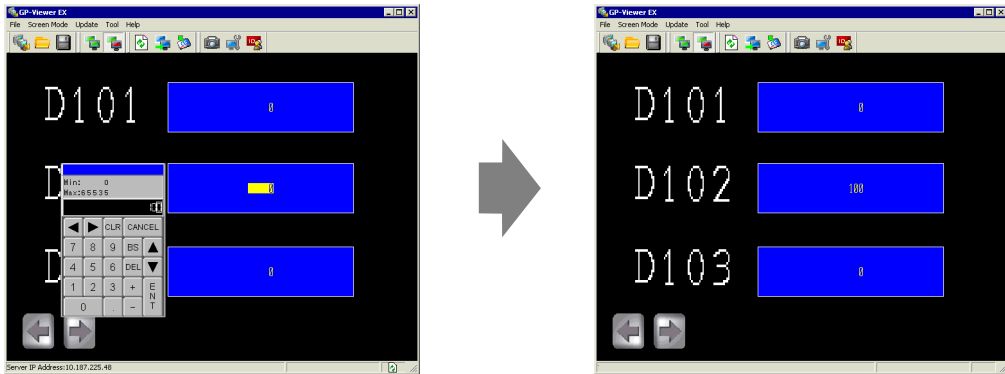 GP-Viewer EX
File Screen Mode Update Tool Help
D101 0
D 0
Min: 0
Max:65535
CLR CANCEL
7 8 9 BS
4 5 6 DEL
1 2 3 + ENT
0 . -
D 0
Server IP Address:10.187.225.48
GP-Viewer EX
File Screen Mode Update Tool Help
D101 0
D102 100
D103 0